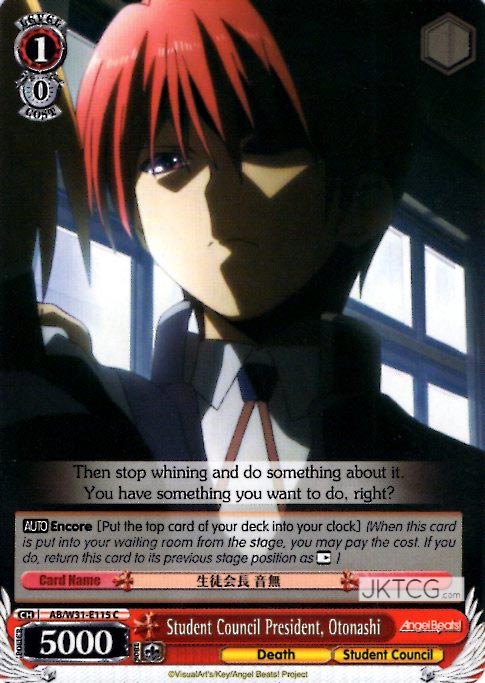 LEVEL
1
0
COST
Then stop whining and do something about it.
You have something you want to do, right?
AUTO Encore [Put the top card of your deck into your clock] (When this card
is put into your waiting room from the stage, you may pay the cost. If you
do, return this card to its previous stage position as )
Card Name 生徒会長 音無
JKTCG.com
CH AB/W31-E115 C
POWER 5000 SOUL Student Council President, Otonashi Angel Beats!
Death Student Council
©VisualArt's/Key/Angel Beats! Project